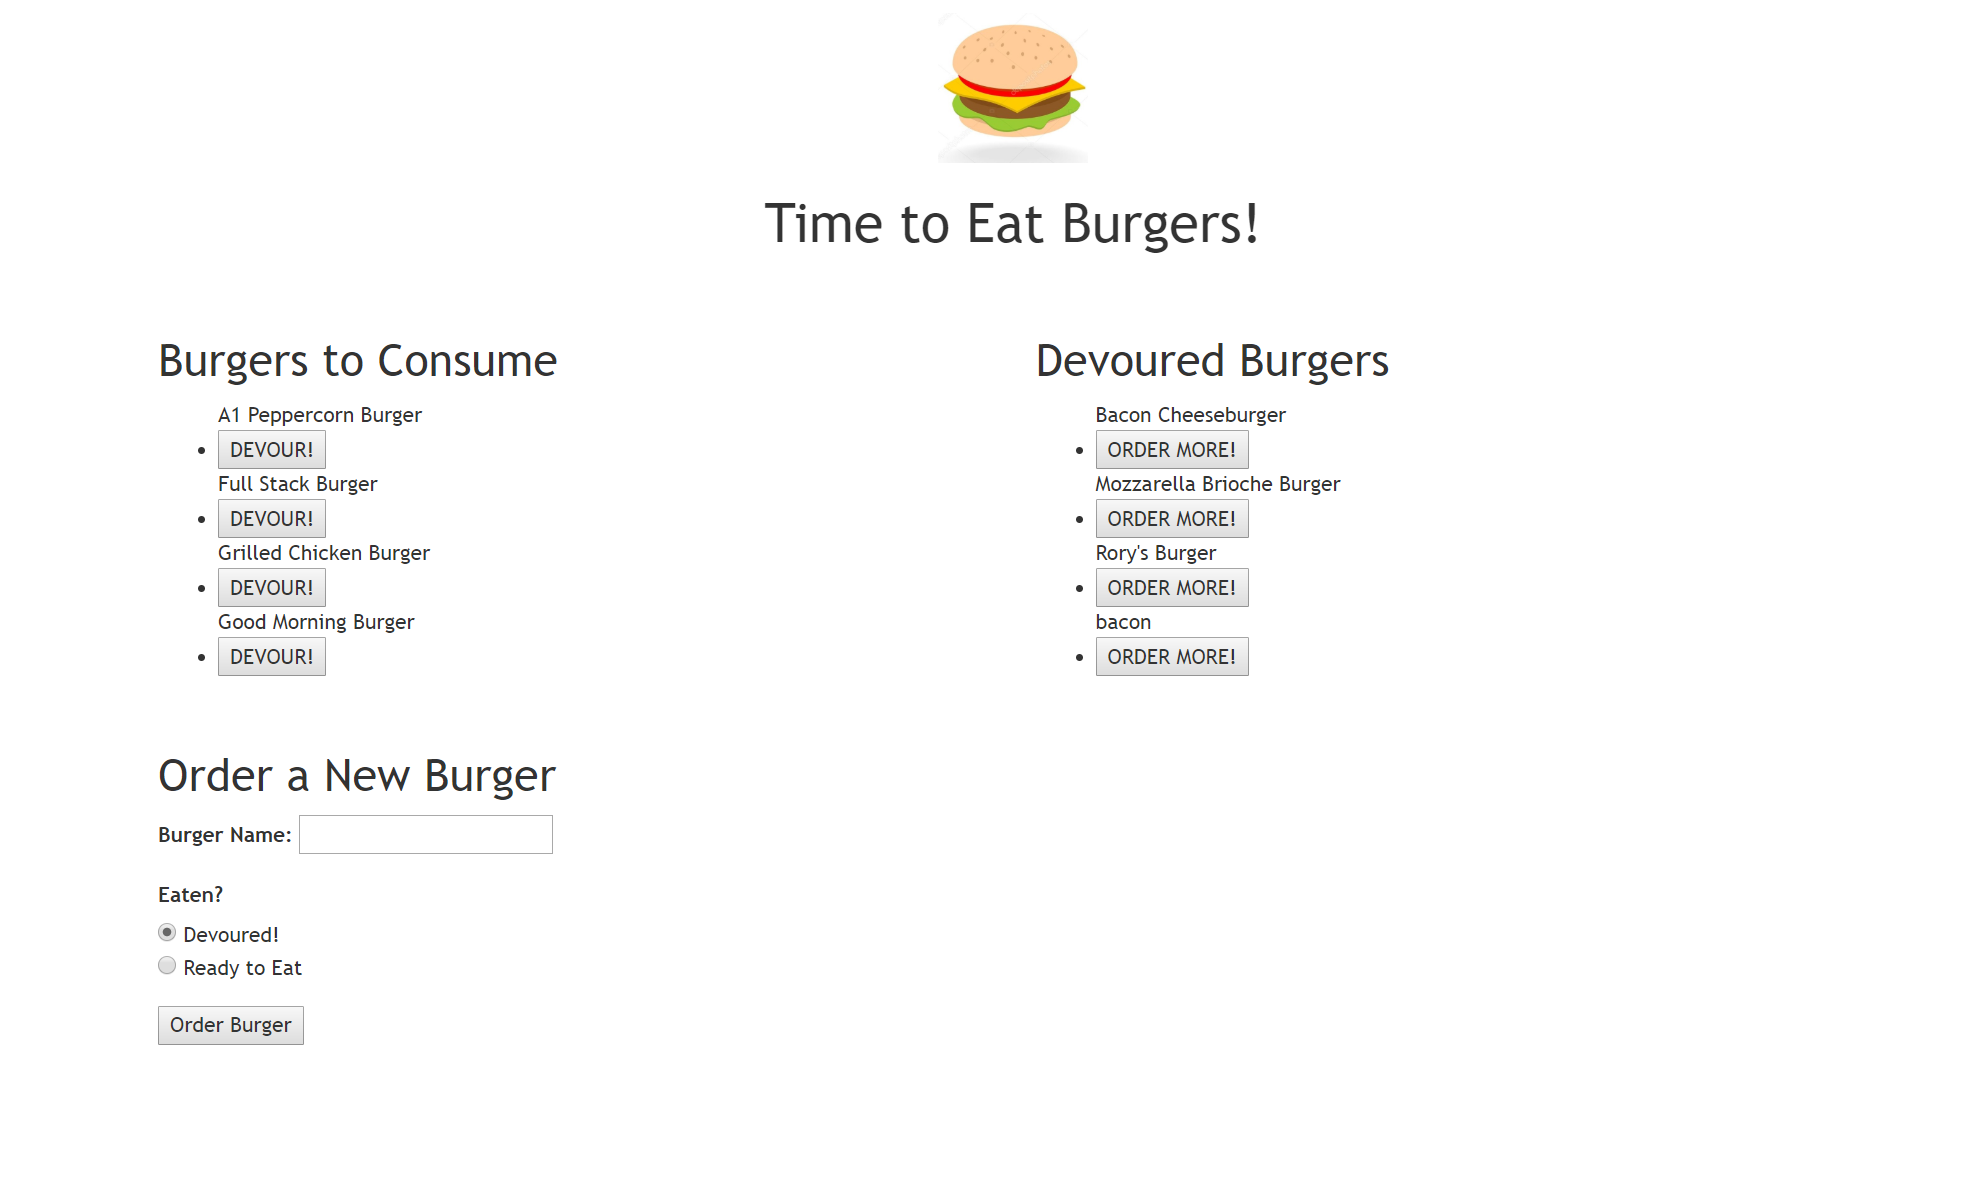 Time to Eat Burgers!
Burgers to Consume
A1 Peppercorn Burger
DEVOUR!
Full Stack Burger
DEVOUR!
Grilled Chicken Burger
DEVOUR!
Good Morning Burger
DEVOUR!
Devoured Burgers
Bacon Cheeseburger
ORDER MORE!
Mozzarella Brioche Burger
ORDER MORE!
Rory's Burger
ORDER MORE!
bacon
ORDER MORE!
Order a New Burger
Burger Name:
Eaten?
Devoured!
Ready to Eat
Order Burger